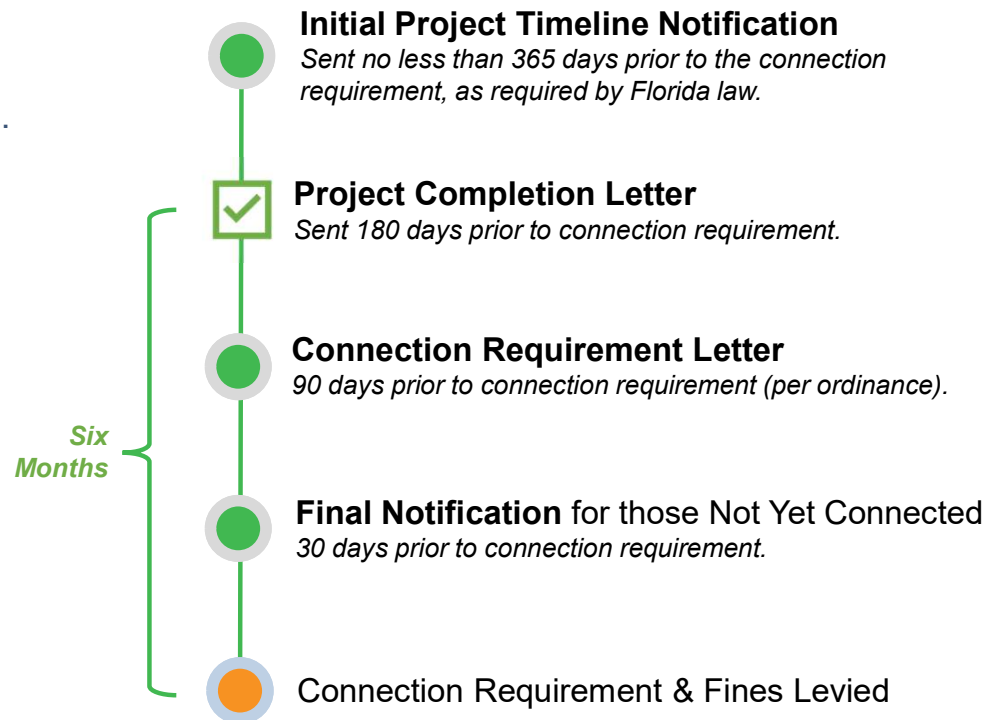 Initial Project Timeline Notification
Sent no less than 365 days prior to the connection
requirement, as required by Florida law.
.
Project Completion Letter
Sent 180 days prior to connection requirement.
Connection Requirement Letter
90 days prior to connection requirement (per ordinance).
Six
Months
Final Notification for those Not Yet Connected
30 days prior to connection requirement.
Connection Requirement & Fines Levied